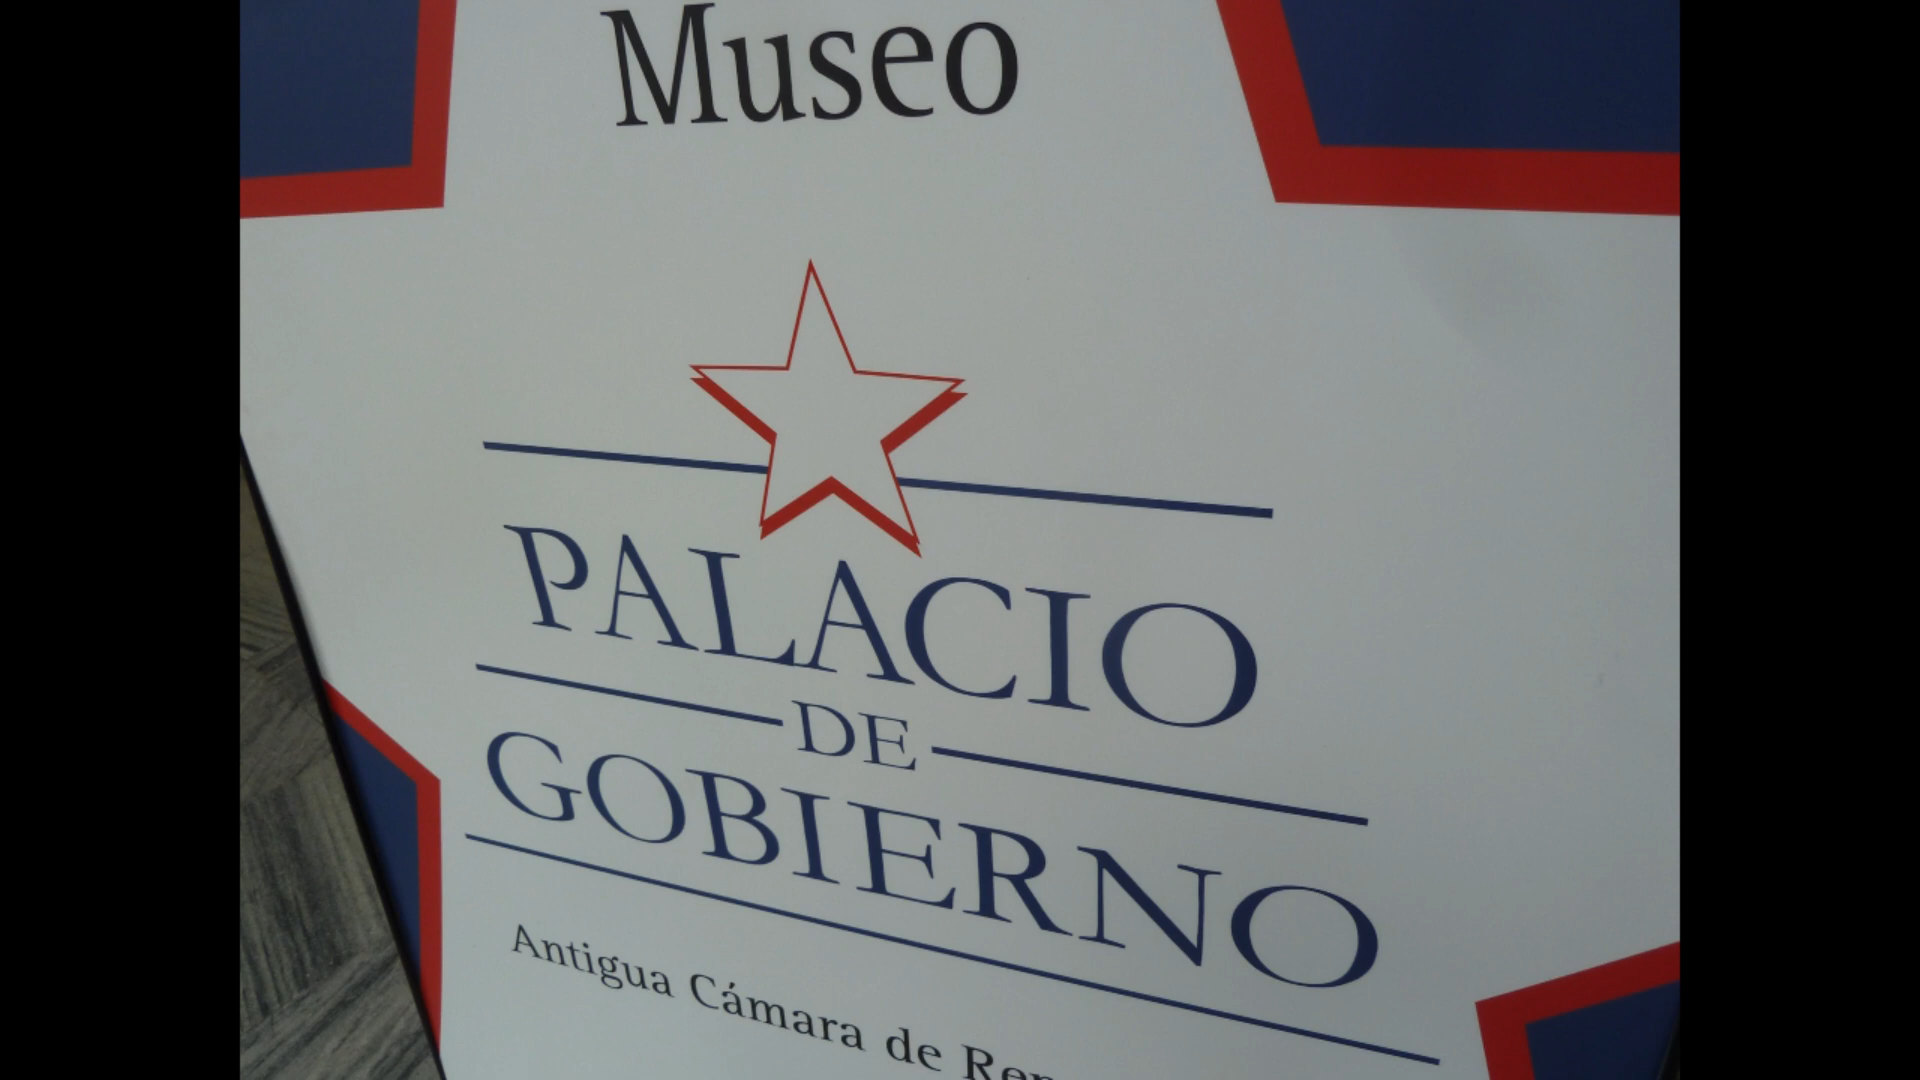 Museo
PALACIO
DE
GOBIERNO
Antigua Cámara de